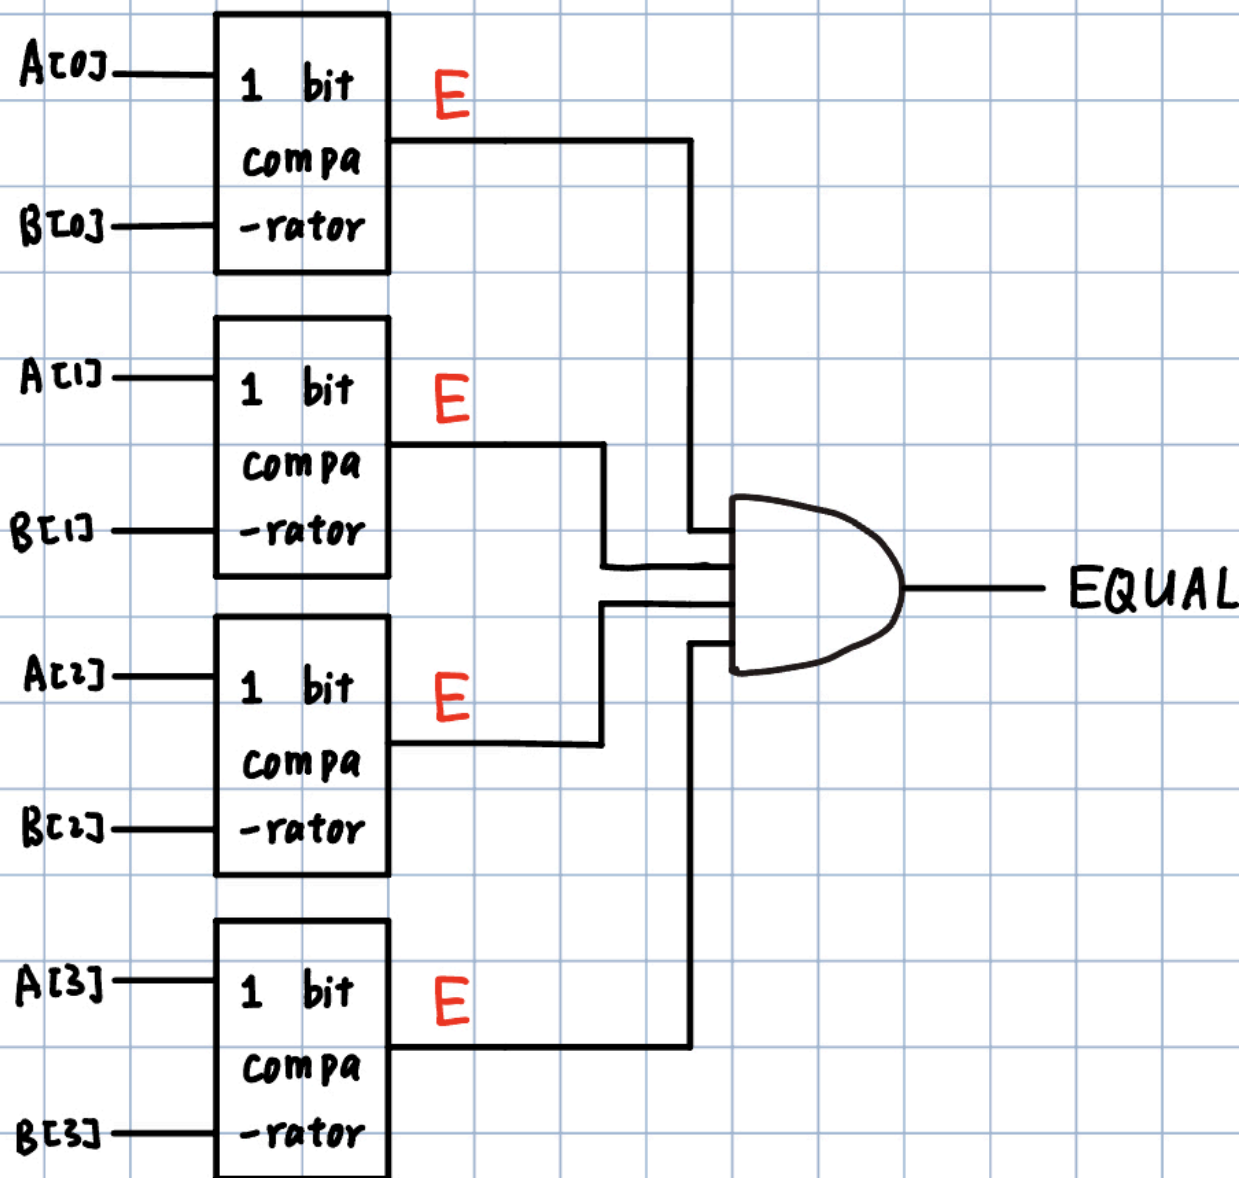 A[0]
1 bit
compa
-rator
E
B[0]
A[1]
1 bit
compa
-rator
E
B[1]
EQUAL
A[2]
1 bit
compa
-rator
E
B[2]
A[3]
1 bit
compa
-rator
E
B[3]